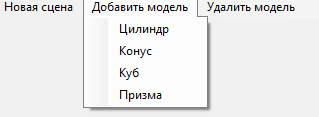 Новая сцена Добавить модель Удалить модель
Цилиндр
Конус
Куб
Призма